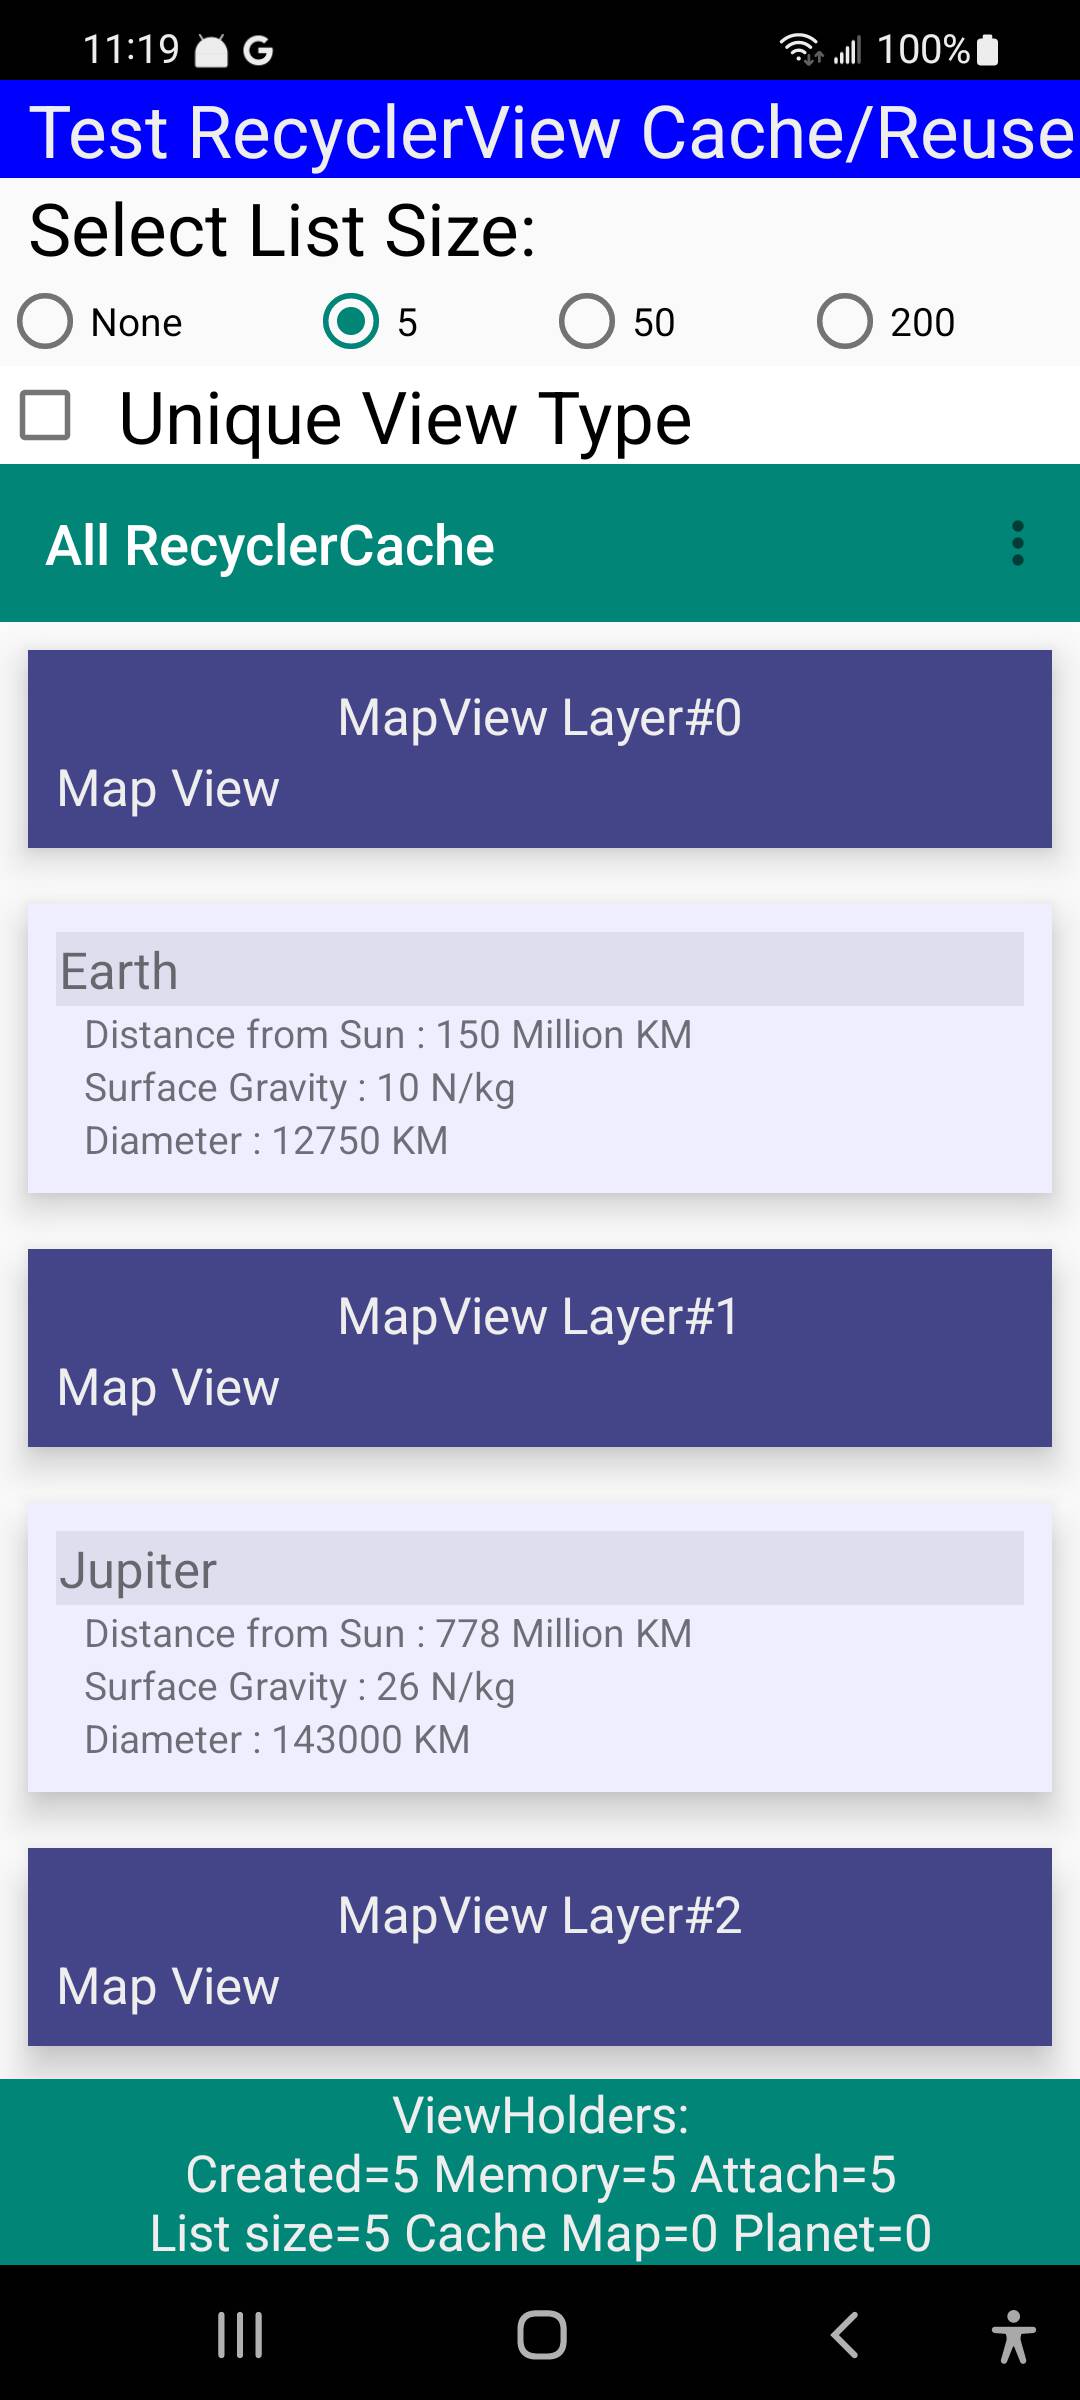 11:19 G 100%
Test RecyclerView Cache/Reuse
Select List Size:
None 5 50 200
Unique View Type
All RecyclerCache
MapView Layer#0
Map View
Earth
Distance from Sun : 150 Million KM
Surface Gravity : 10 N/kg
Diameter : 12750 KM
MapView Layer#1
Map View
Jupiter
Distance from Sun : 778 Million KM
Surface Gravity : 26 N/kg
Diameter : 143000 KM
MapView Layer#2
Map View
ViewHolders:
Created=5 Memory=5 Attach=5
List size=5 Cache Map=0 Planet=0